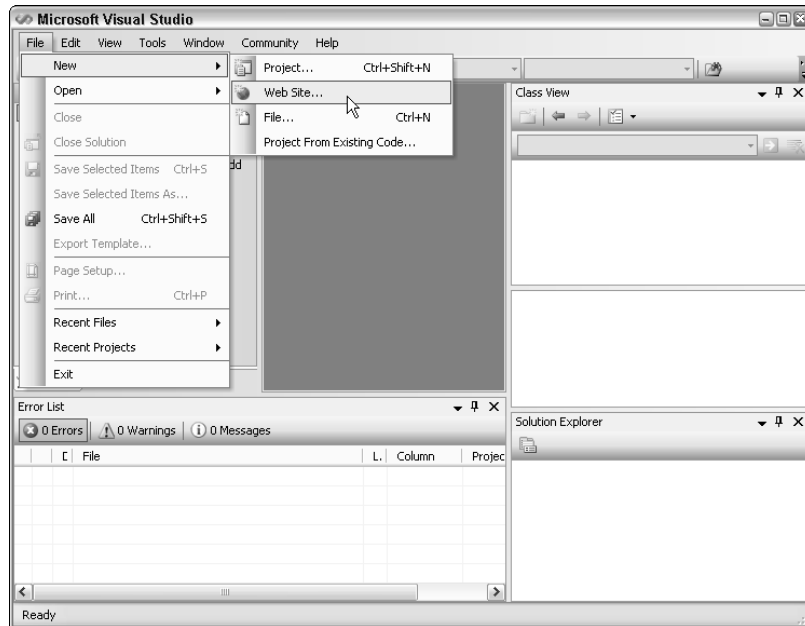 Microsoft Visual Studio
File Edit View Tools Window Community Help
New
Project... Ctrl+Shift+N
Web Site...
File... Ctrl+N
Project From Existing Code...
Open
Close
Close Solution
Save Selected Items Ctrl+S
dd
Save Selected Items As...
Save All Ctrl+Shift+S
Export Template...
Page Setup...
Print... Ctrl+P
Recent Files
Recent Projects
Exit
Class View
Error List
0 Errors 0 Warnings 0 Messages
File L. Column Projec
Solution Explorer
Ready